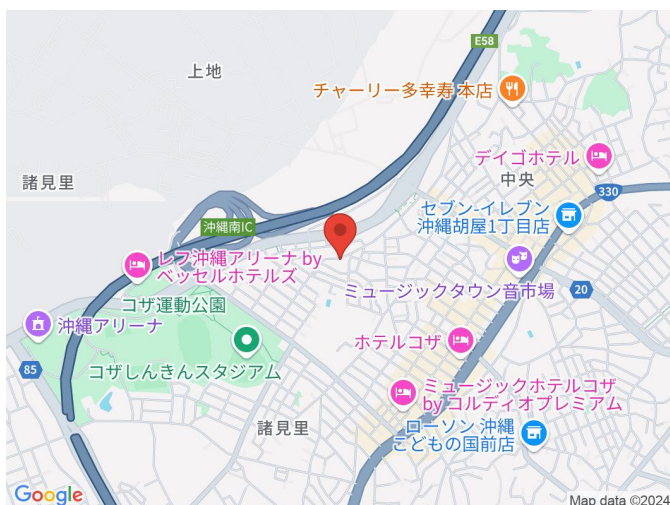 E58
上地
チャーリー多幸寿 本店
デイゴホテル
中央
諸見里
330
沖縄南IC
セブン-イレブン
沖縄胡屋1丁目店
レフ沖縄アリーナ by
ベッセルホテルズ
ミュージックタウン音市場
20
コザ運動公園
沖縄アリーナ
ホテルコザ
85
コザしんきんスタジアム
ミュージックホテルコザ
by コルディオプレミアム
諸見里
ローソン 沖縄
こどもの国前店
Google
Map data ©2024